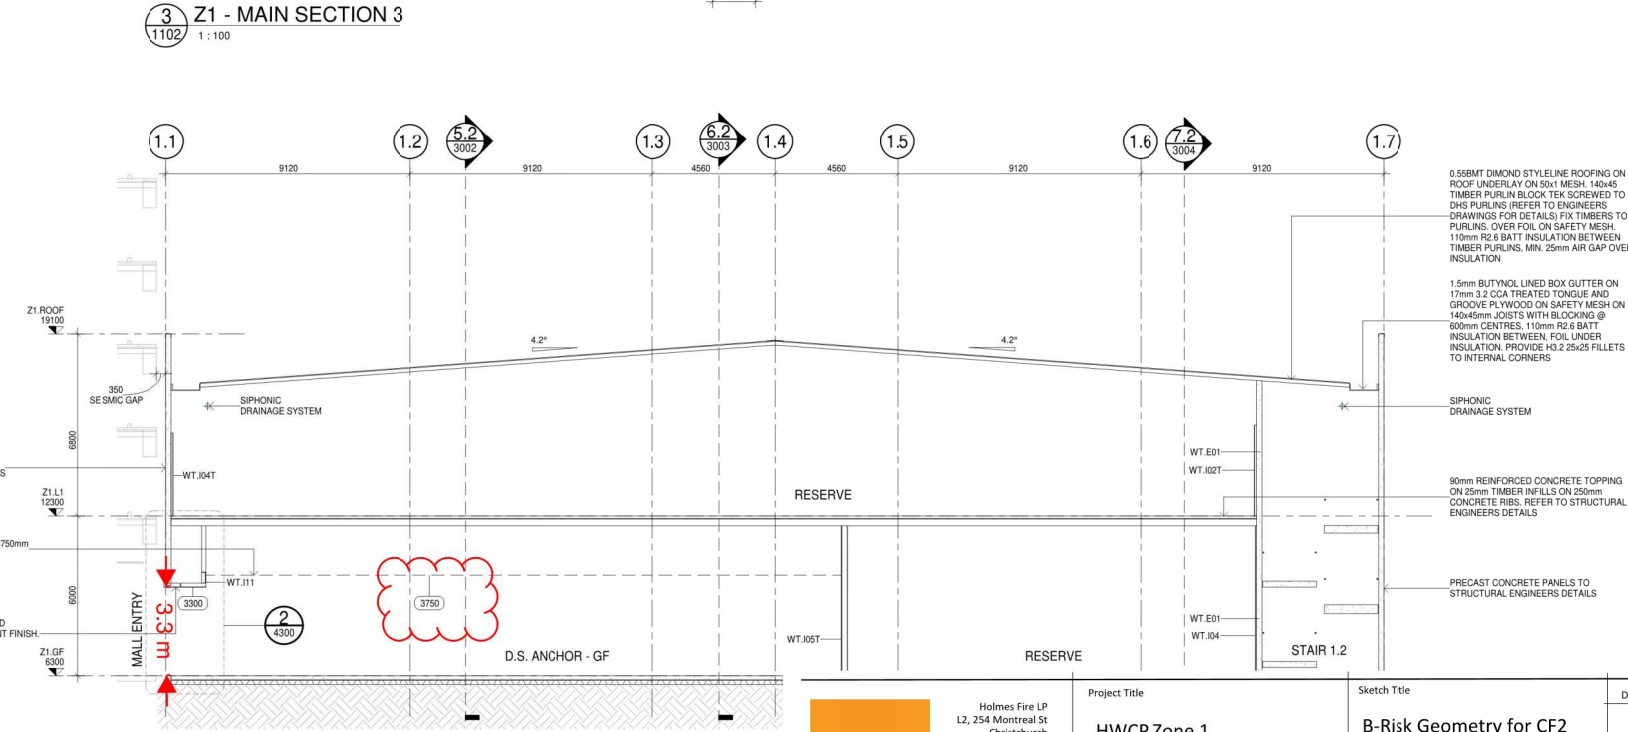 3
1102
Z1 - MAIN SECTION 3
1 : 100
1.1
1.2
5.2
3002
1.3
6.2
3003
1.4
1.5
1.6
7.2
3004
1.7
9120
9120
4560
4560
9120
9120
0.55BMT DIMOND STYLELINE ROOFING ON
ROOF UNDERLAY ON 50x1 MESH. 140x45
TIMBER PURLIN BLOCK TEK SCREWED TO
DHS PURLINS (REFER TO ENGINEERS
DRAWINGS FOR DETAILS) FIX TIMBERS TO
PURLINS. OVER FOIL ON SAFETY MESH.
110mm R2.6 BATT INSULATION BETWEEN
TIMBER PURLINS, MIN. 25mm AIR GAP OVE
INSULATION
1.5mm BUTYNOL LINED BOX GUTTER ON
17mm 3.2 CCA TREATED TONGUE AND
GROOVE PLYWOOD ON SAFETY MESH ON
140x45mm JOISTS WITH BLOCKING @
600mm CENTRES, 110mm R2.6 BATT
INSULATION BETWEEN, FOIL UNDER
INSULATION. PROVIDE H3.2 25x25 FILLETS
TO INTERNAL CORNERS
Z1.ROOF
19100
4.2°
4.2°
350
SESMIC GAP
SIPHONIC
DRAINAGE SYSTEM
SIPHONIC
DRAINAGE SYSTEM
6800
S
WT.I04T
WT.E01
WT.I02T
RESERVE
Z1.L1
12300
90mm REINFORCED CONCRETE TOPPING
ON 25mm TIMBER INFILLS ON 250mm
CONCRETE RIBS. REFER TO STRUCTURAL
ENGINEERS DETAILS
750mm
WT.I11
3300
3750
6000
3.3 m
MALL ENTRY
2
4300
PRECAST CONCRETE PANELS TO
STRUCTURAL ENGINEERS DETAILS
D
NT FINISH.
WT.I05T
WT.E01
WT.I04
Z1.GF
6300
D.S. ANCHOR - GF
RESERVE
STAIR 1.2
Holmes Fire LP
L2, 254 Montreal St
Christchurch
Project Title
HWCP Zone 1
Sketch Ttle
B-Risk Geometry for CF2
D